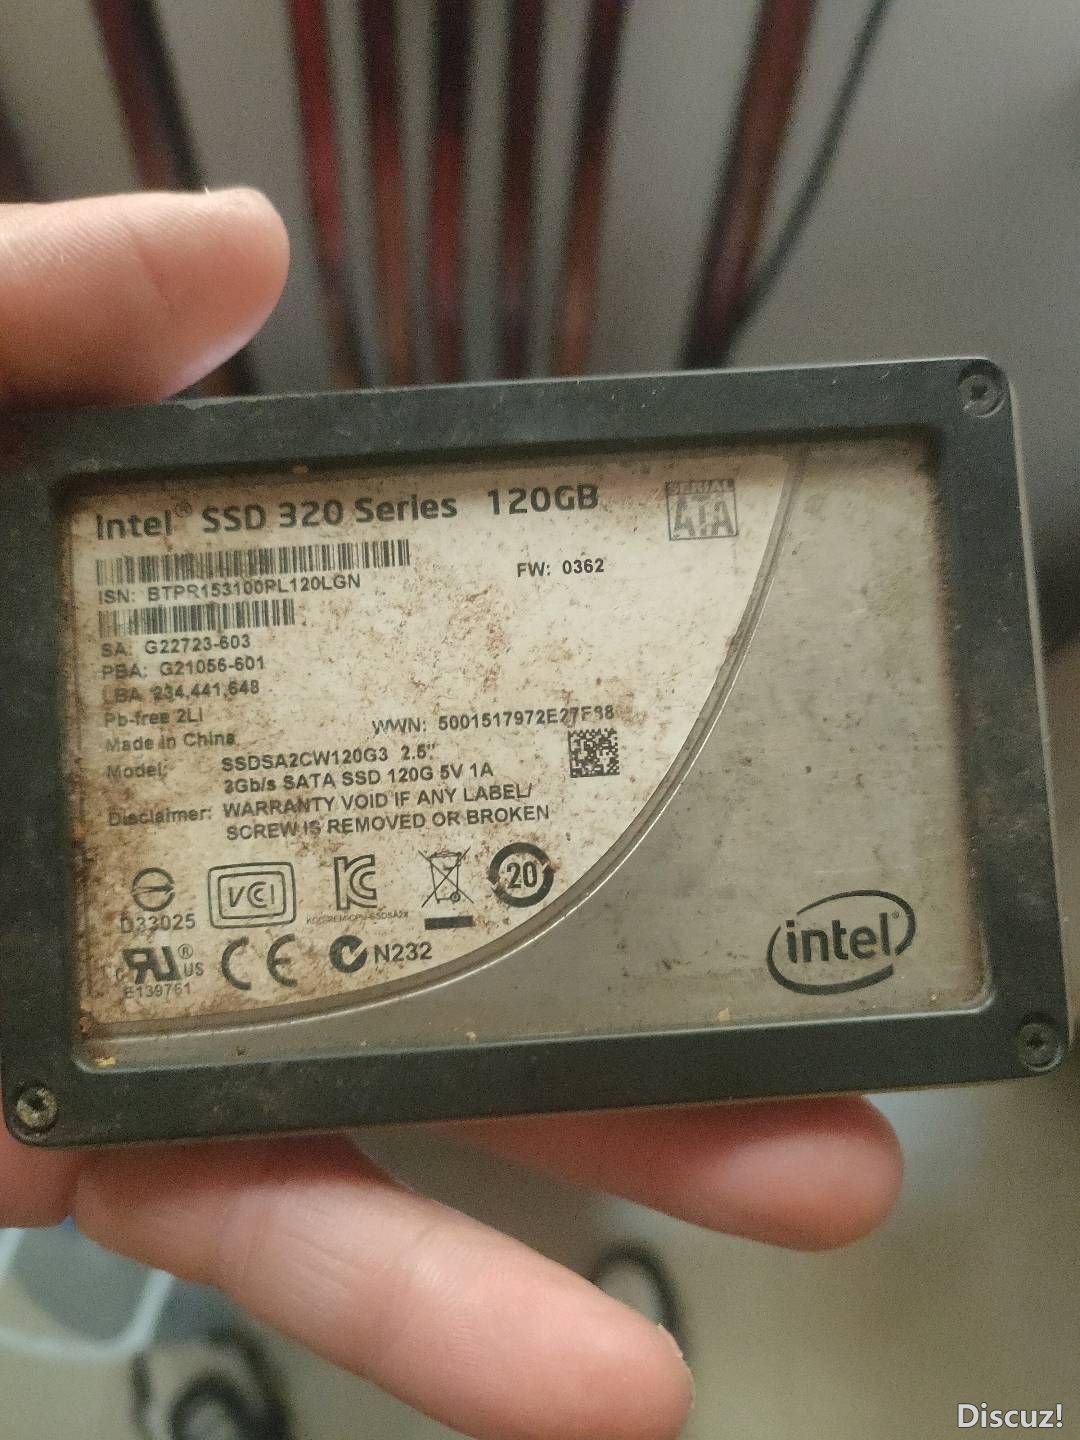 Intel® SSD 320 Series 120GB
SERIAL
ATA
FW: 0362
ISN: BTPR153100RL120LGN
SA: G22723-603
PBA: G21056-601
LBA 234,441,648
Pb-free 2LI
Made in China
WWN: 5001517972E27F88
Model: SSDSA2CW120G3 2.5"
3Gb/s SATA SSD 120G 5V 1A
Disclaimer: WARRANTY VOID IF ANY LABEL/
SCREW IS REMOVED OR BROKEN
D33025
VCI
20
c RU® US
E139761
CE
N232
intel®
Discuz!